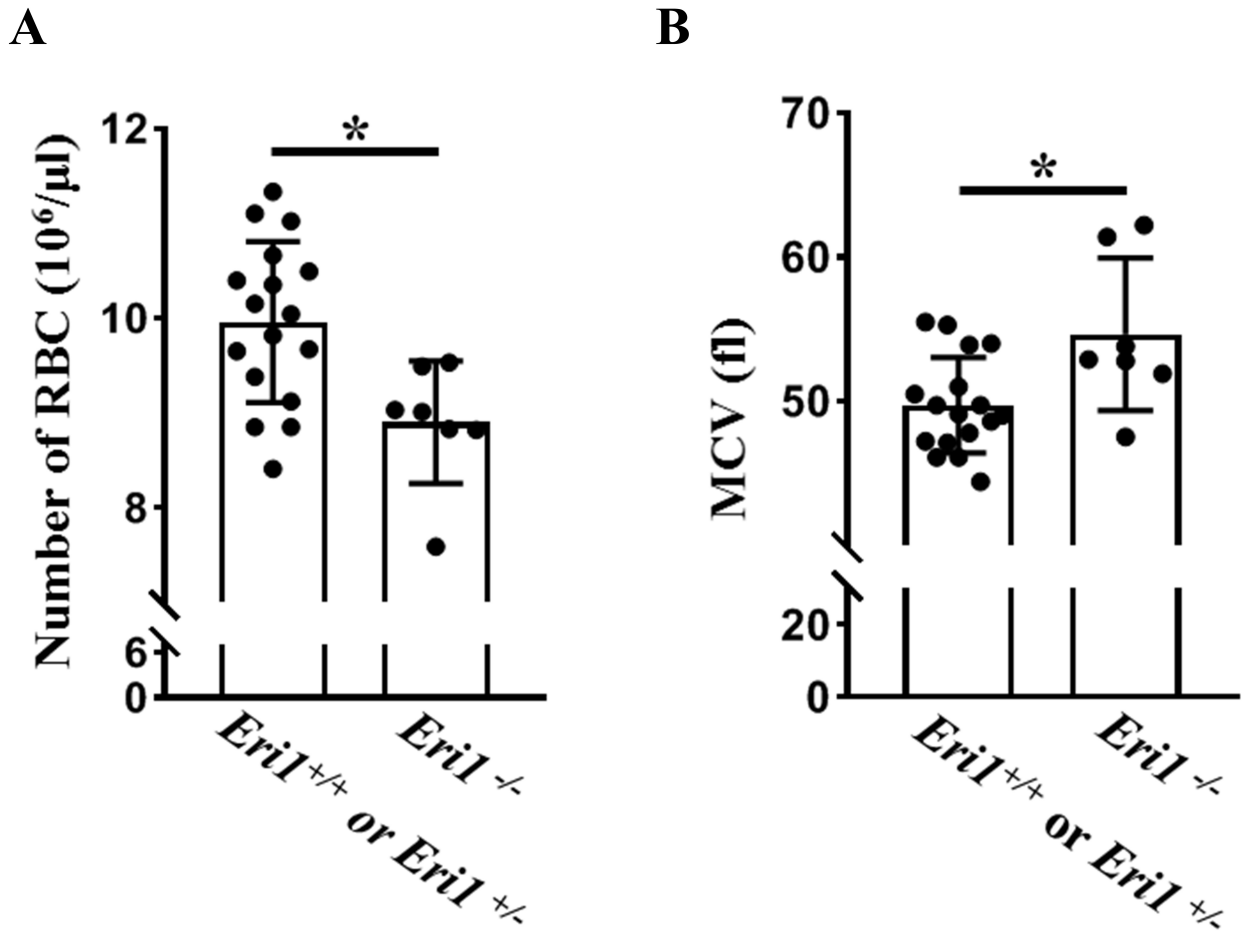 A
Number of RBC (10⁶/µl)
12
10
8
6
0
*
Eri1⁺/⁺ or Eri1⁺/⁻
Eri1⁻/⁻
B
MCV (fl)
70
60
50
20
0
*
Eri1⁺/⁺ or Eri1⁺/⁻
Eri1⁻/⁻